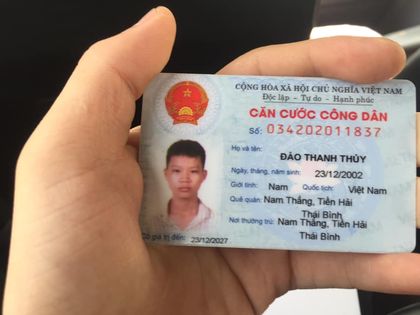 CỘNG HÒA XÃ HỘI CHỦ NGHĨA VIỆT NAM
Độc lập - Tự do - Hạnh phúc
CĂN CƯỚC CÔNG DÂN
Số: 034202011837
Họ và tên:
ĐÀO THANH THỦY
Ngày, tháng, năm sinh: 23/12/2002
Giới tính: Nam Quốc tịch: Việt Nam
Quê quán: Nam Thắng, Tiền Hải
Thái Bình
Nơi thường trú: Nam Thắng, Tiền Hải
Thái Bình
Có giá trị đến: 23/12/2027